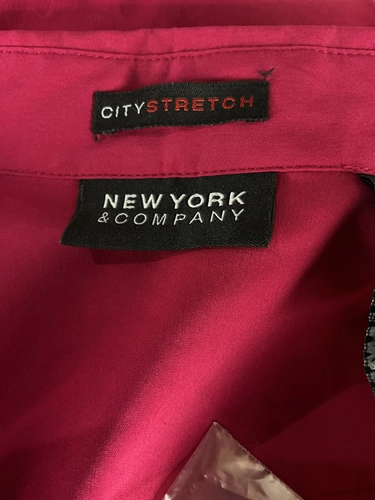 CITYSTRETCH
NEW YORK
& COMPANY